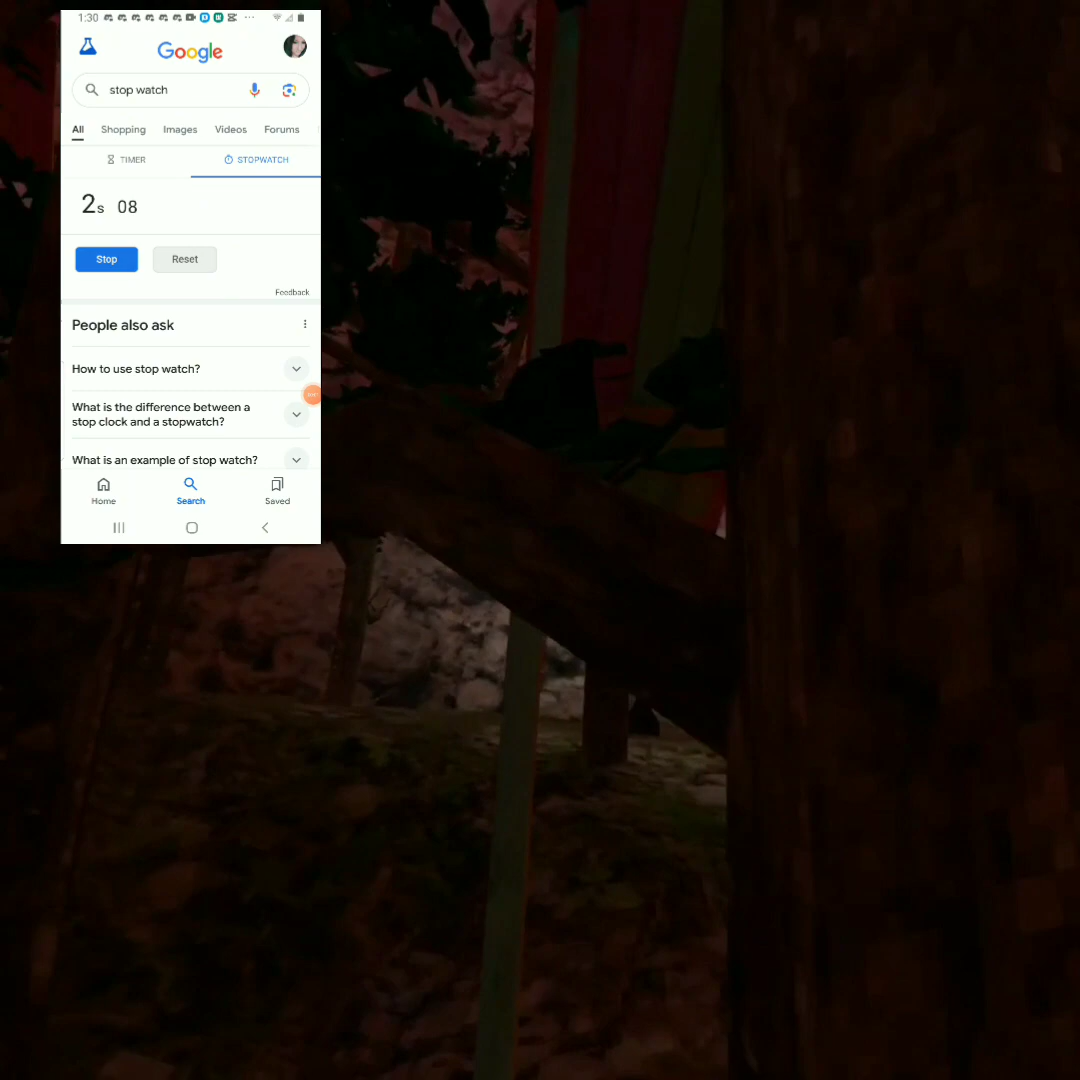 1:30
Google
stop watch
All Shopping Images Videos Forums
TIMER STOPWATCH
2s 08
Stop Reset
Feedback
People also ask
How to use stop watch?
What is the difference between a
stop clock and a stopwatch?
What is an example of stop watch?
Home Search Saved